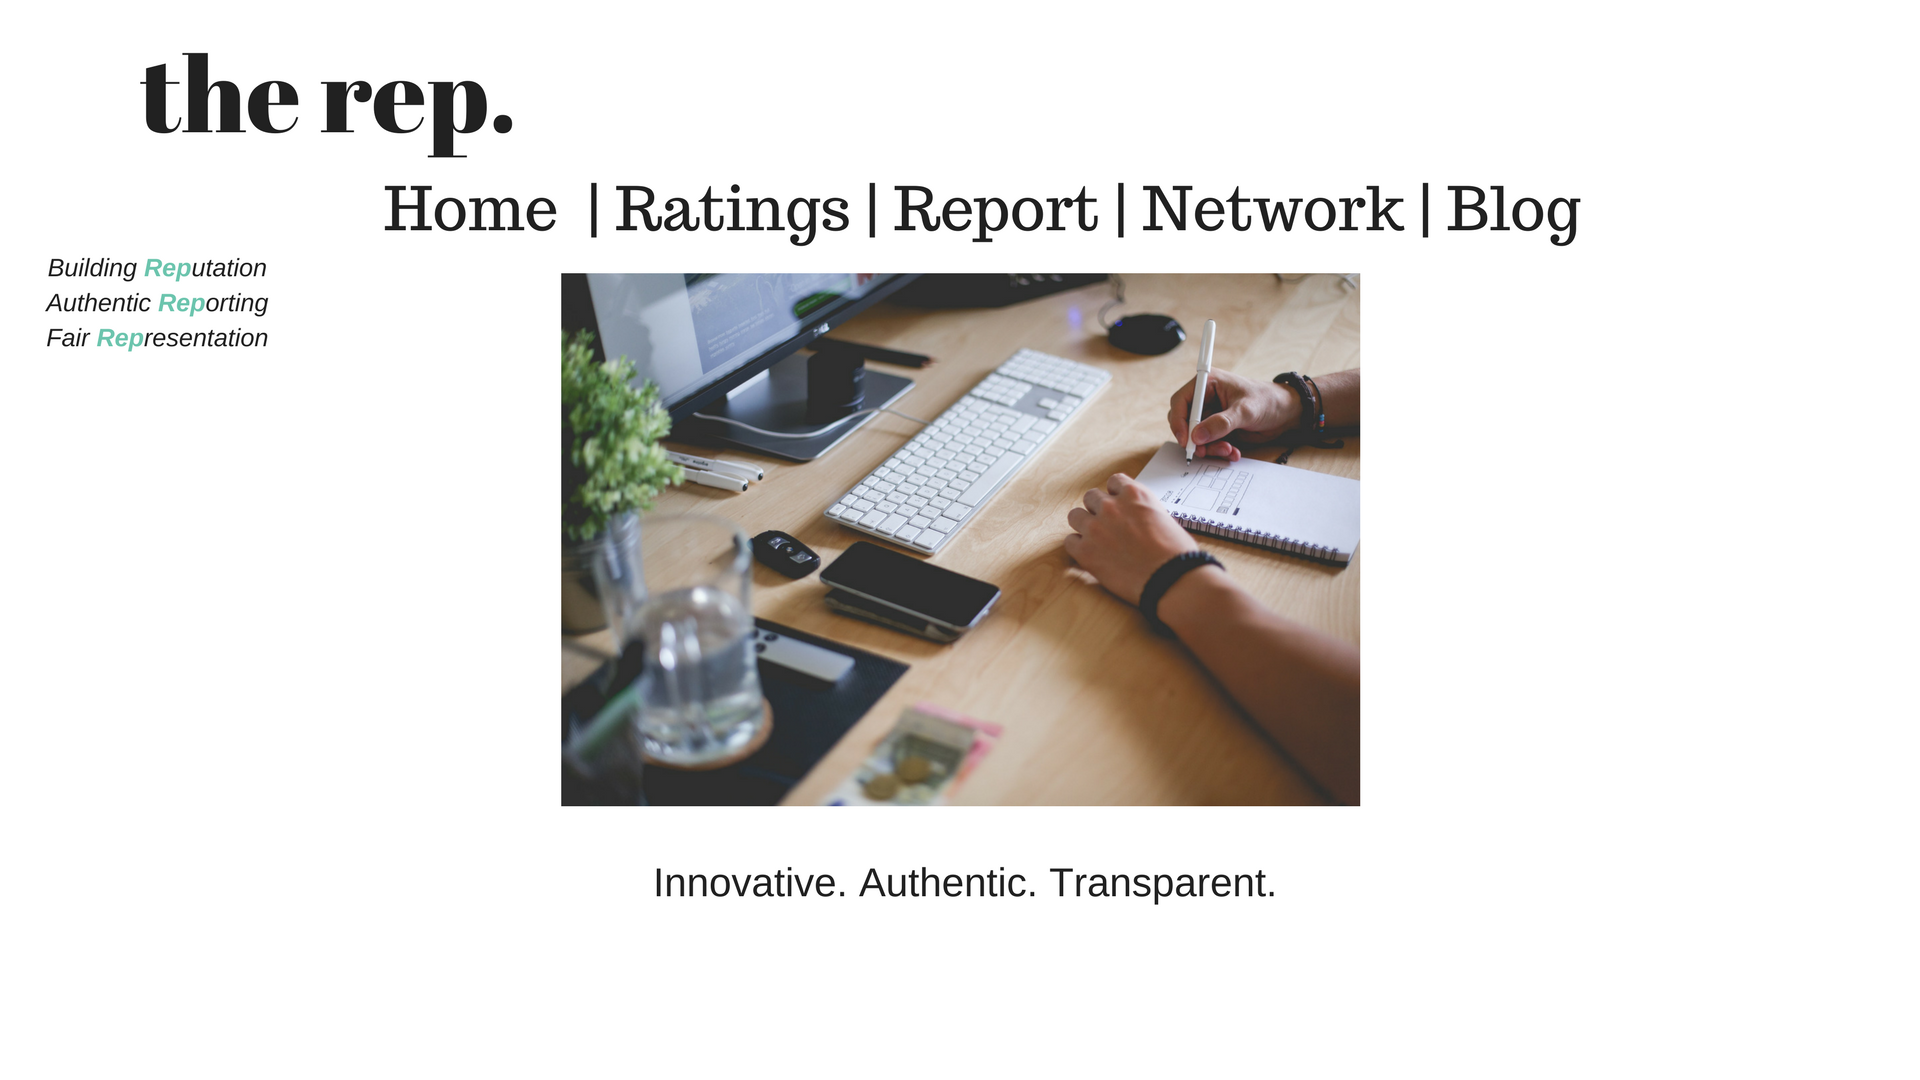 the rep.
Home | Ratings | Report | Network | Blog
Building Reputation
Authentic Reporting
Fair Representation
Innovative. Authentic. Transparent.